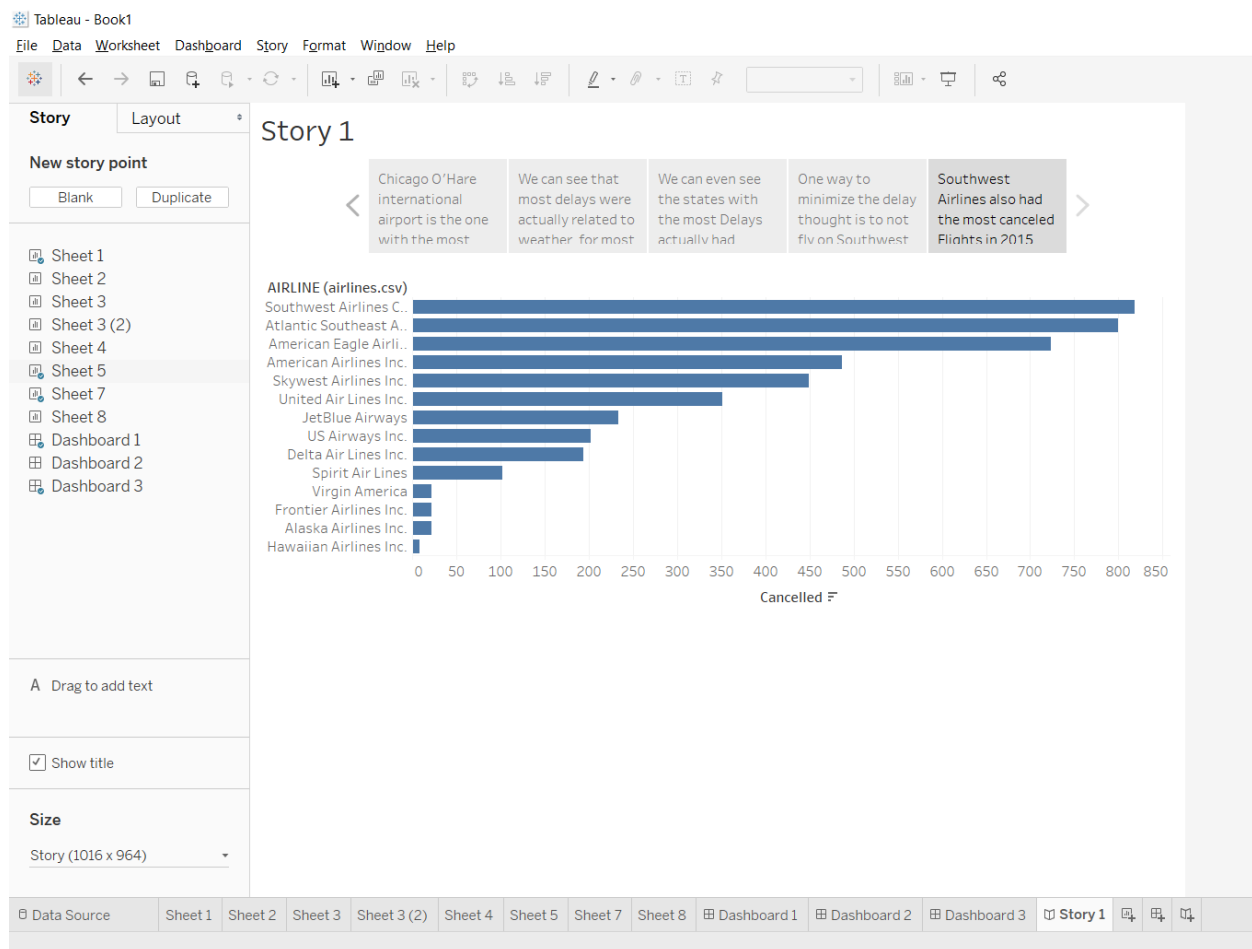 Tableau - Book1
File Data Worksheet Dashboard Story Format Window Help
Story
Layout
New story point
Blank
Duplicate
Sheet 1
Sheet 2
Sheet 3
Sheet 3 (2)
Sheet 4
Sheet 5
Sheet 7
Sheet 8
Dashboard 1
Dashboard 2
Dashboard 3
A Drag to add text
Show title
Size
Story (1016 x 964)
Story 1
Chicago O'Hare
international
airport is the one
with the most
We can see that
most delays were
actually related to
weather for most
We can even see
the states with
the most Delays
actually had
One way to
minimize the delay
thought is to not
fly on Southwest
Southwest
Airlines also had
the most canceled
Flights in 2015
AIRLINE (airlines.csv)
Southwest Airlines C..
Atlantic Southeast A..
American Eagle Airli..
American Airlines Inc.
Skywest Airlines Inc.
United Air Lines Inc.
JetBlue Airways
US Airways Inc.
Delta Air Lines Inc.
Spirit Air Lines
Virgin America
Frontier Airlines Inc.
Alaska Airlines Inc.
Hawaiian Airlines Inc.
0 50 100 150 200 250 300 350 400 450 500 550 600 650 700 750 800 850
Cancelled
Data Source Sheet 1 Sheet 2 Sheet 3 Sheet 3 (2) Sheet 4 Sheet 5 Sheet 7 Sheet 8 Dashboard 1 Dashboard 2 Dashboard 3 Story 1